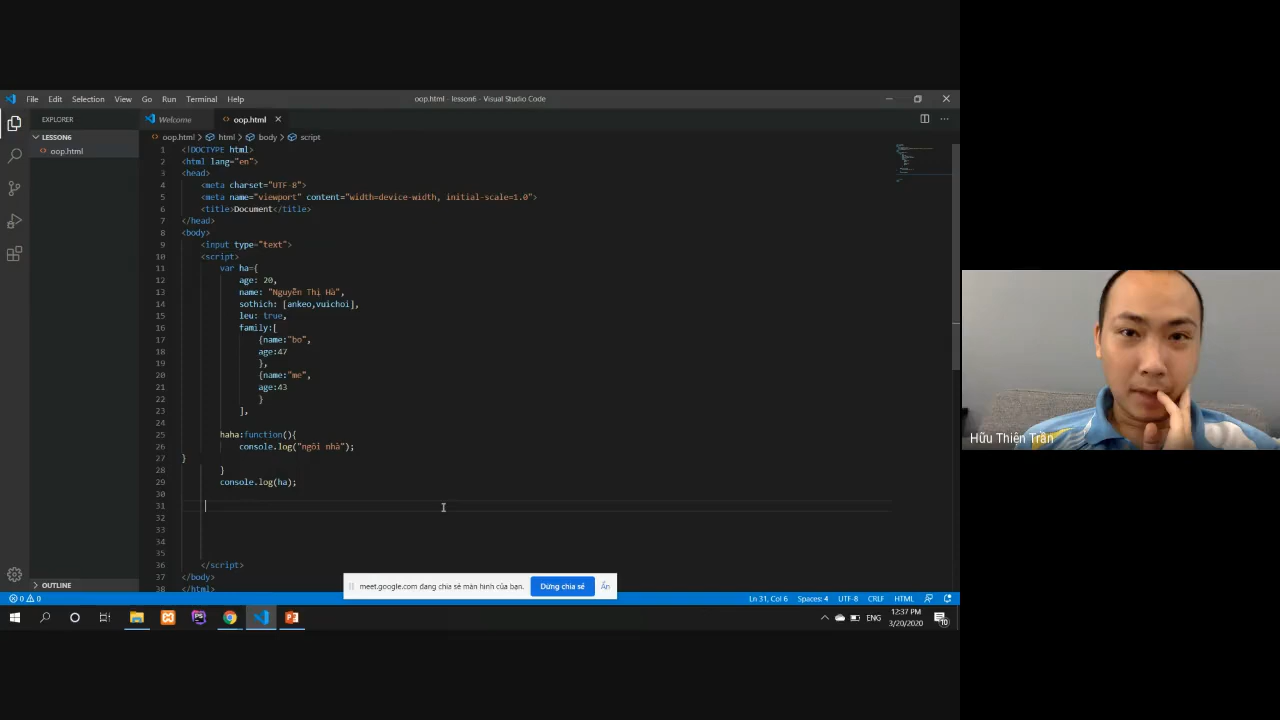 File Edit Selection View Go Run Terminal Help
oop.html - lesson6 - Visual Studio Code
EXPLORER
LESSON6
oop.html
OUTLINE
Welcome
oop.html
oop.html > html > body > script
1 <!DOCTYPE html>
2 <html lang="en">
3 <head>
4 <meta charset="UTF-8">
5 <meta name="viewport" content="width=device-width, initial-scale=1.0">
6 <title>Document</title>
7 </head>
8 <body>
9 <input type="text">
10 <script>
11 var ha={
12 age: 20,
13 name: "Nguyễn Thị Hà",
14 sothich: [ankeo,vuichoi],
15 leu: true,
16 family:[
17 {name:"bo",
18 age:47
19 },
20 {name:"me",
21 age:43
22 }
23 ],
24
25 haha:function(){
26 console.log("ngôi nhà");
27 }
28 }
29 console.log(ha);
30
31
32
33
34
35
36 </script>
37 </body>
38 </html>
meet.google.com đang chia sẻ màn hình của bạn.
Dừng chia sẻ
Ẩn
0 0
Ln 31, Col 6 Spaces: 4 UTF-8 CRLF HTML
ENG
12:37 PM
3/20/2020
10
Hữu Thiện Trần